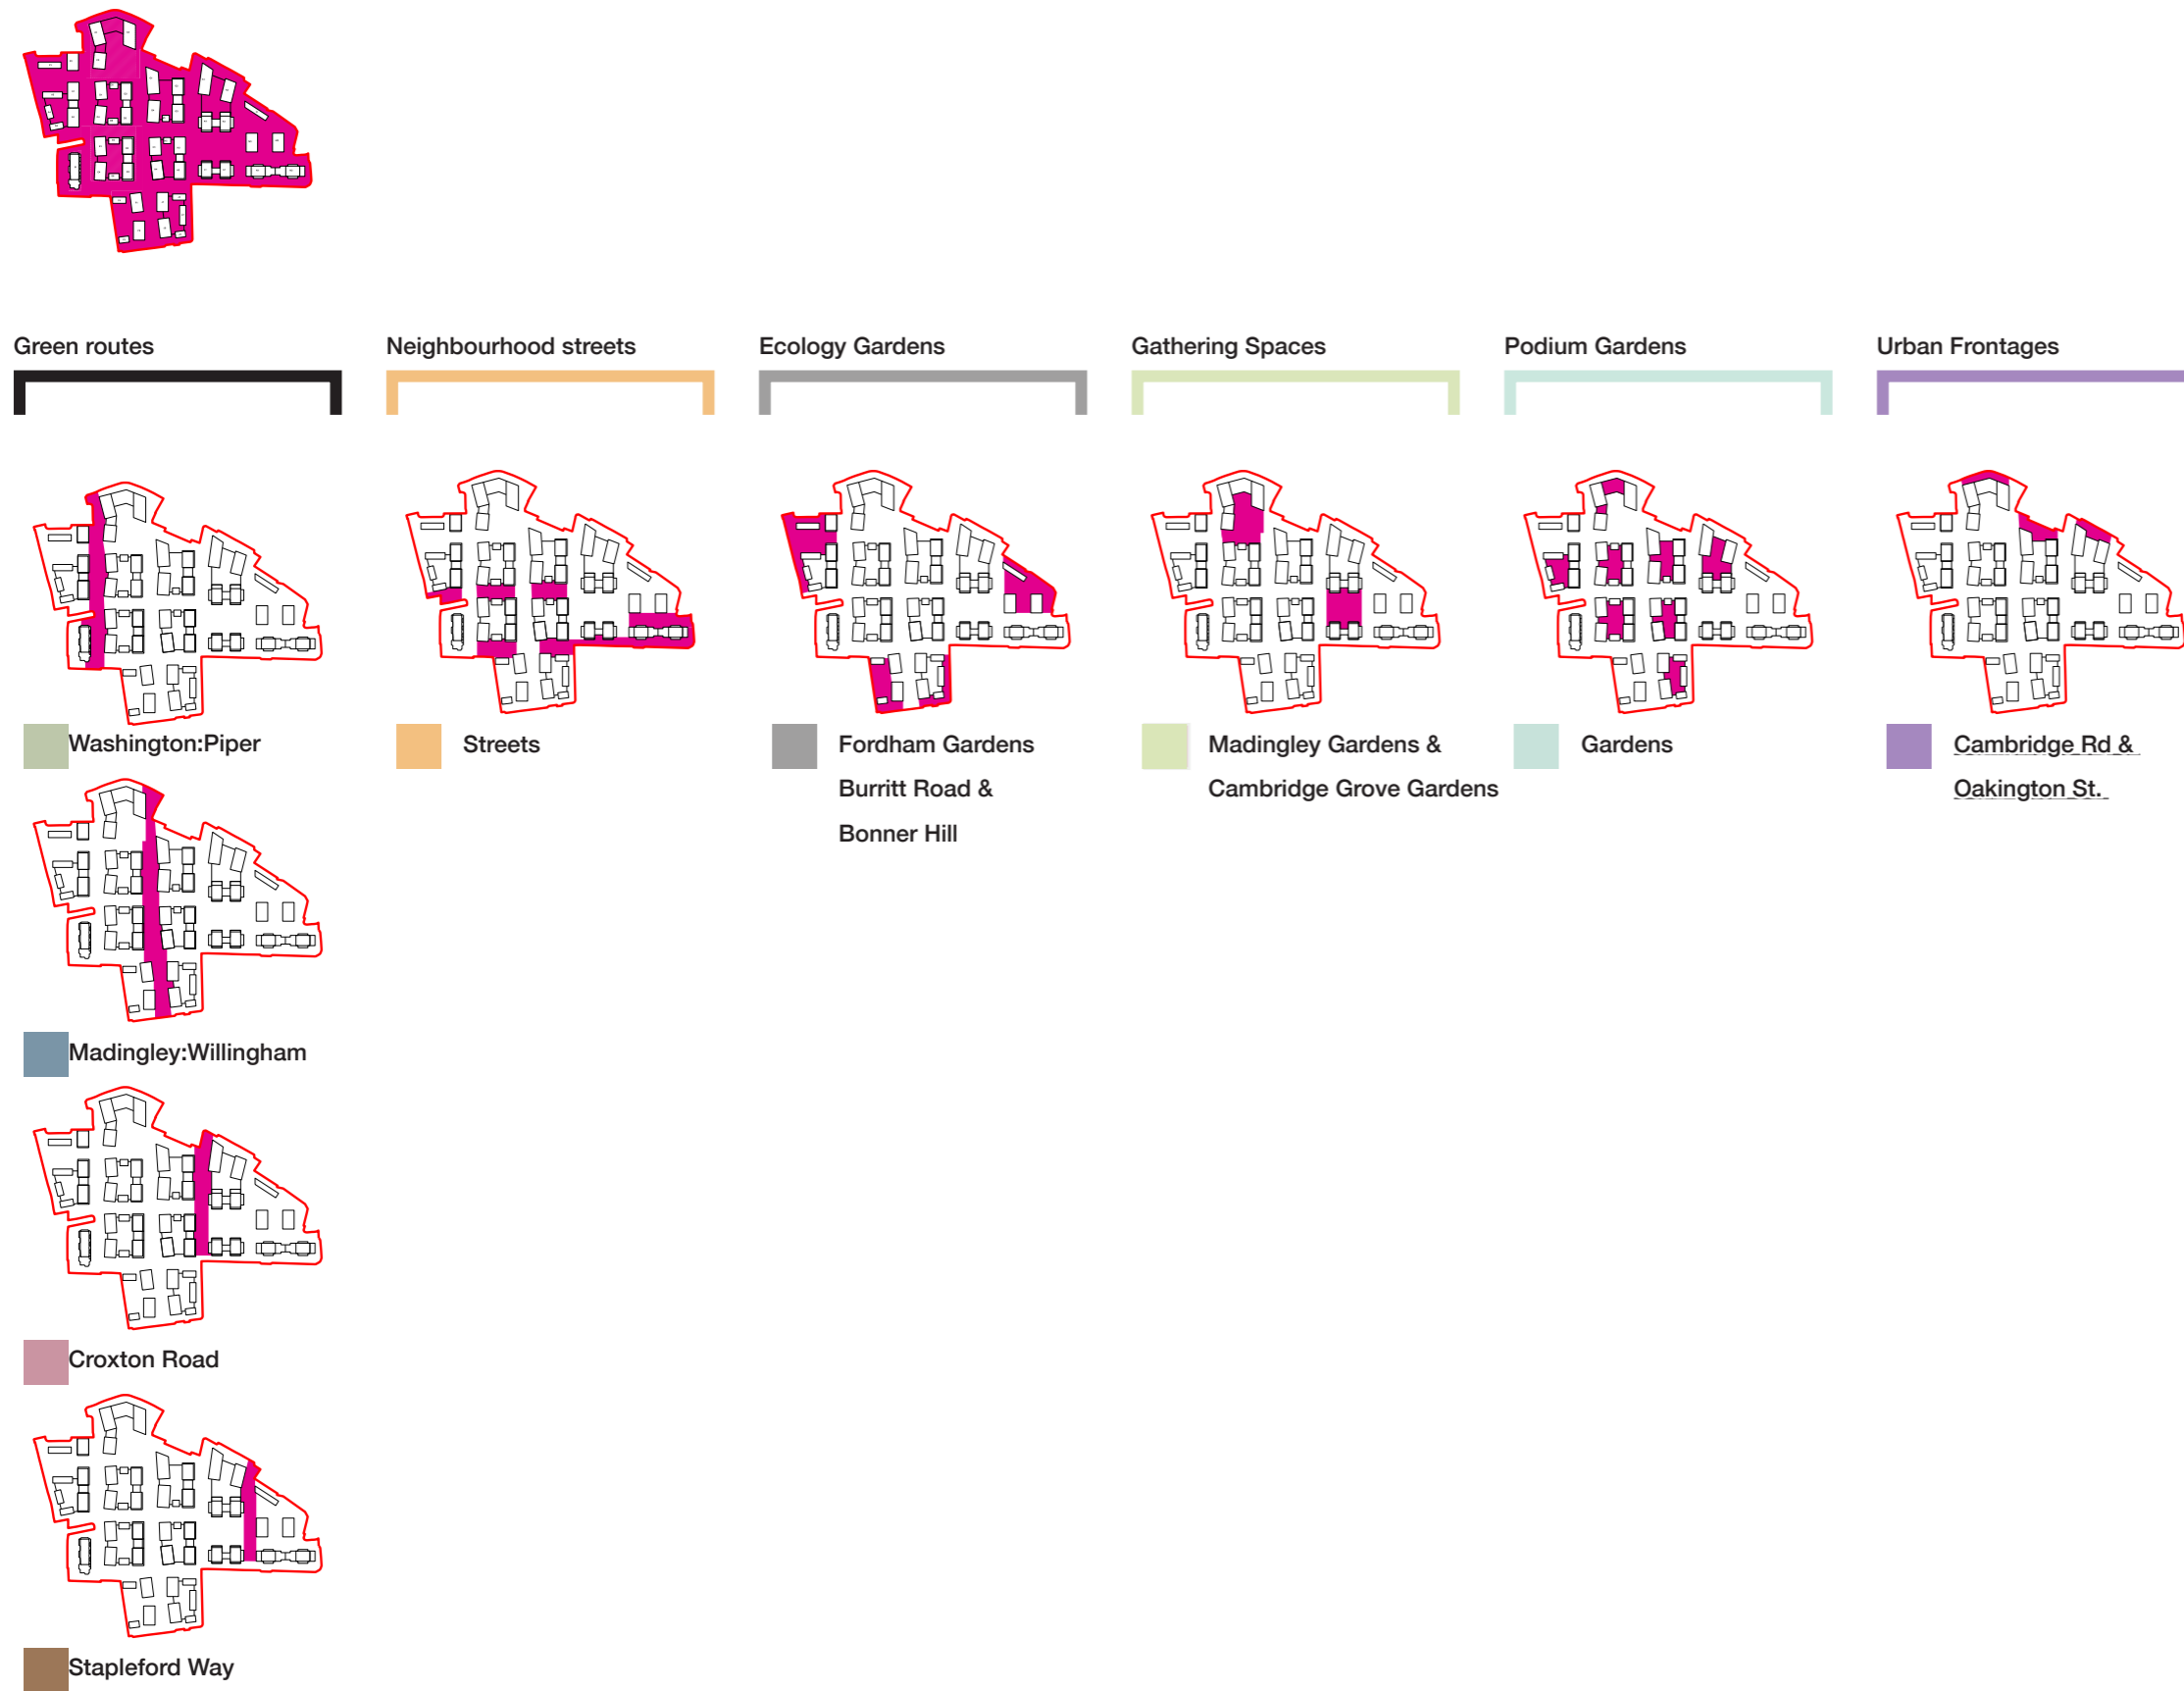 Green routes
Neighbourhood streets
Ecology Gardens
Gathering Spaces
Podium Gardens
Urban Frontages
Washington:Piper
Streets
Fordham Gardens
Burritt Road &
Bonner Hill
Madingley Gardens &
Cambridge Grove Gardens
Gardens
Cambridge Rd &
Oakington St.
Madingley:Willingham
Croxton Road
Stapleford Way